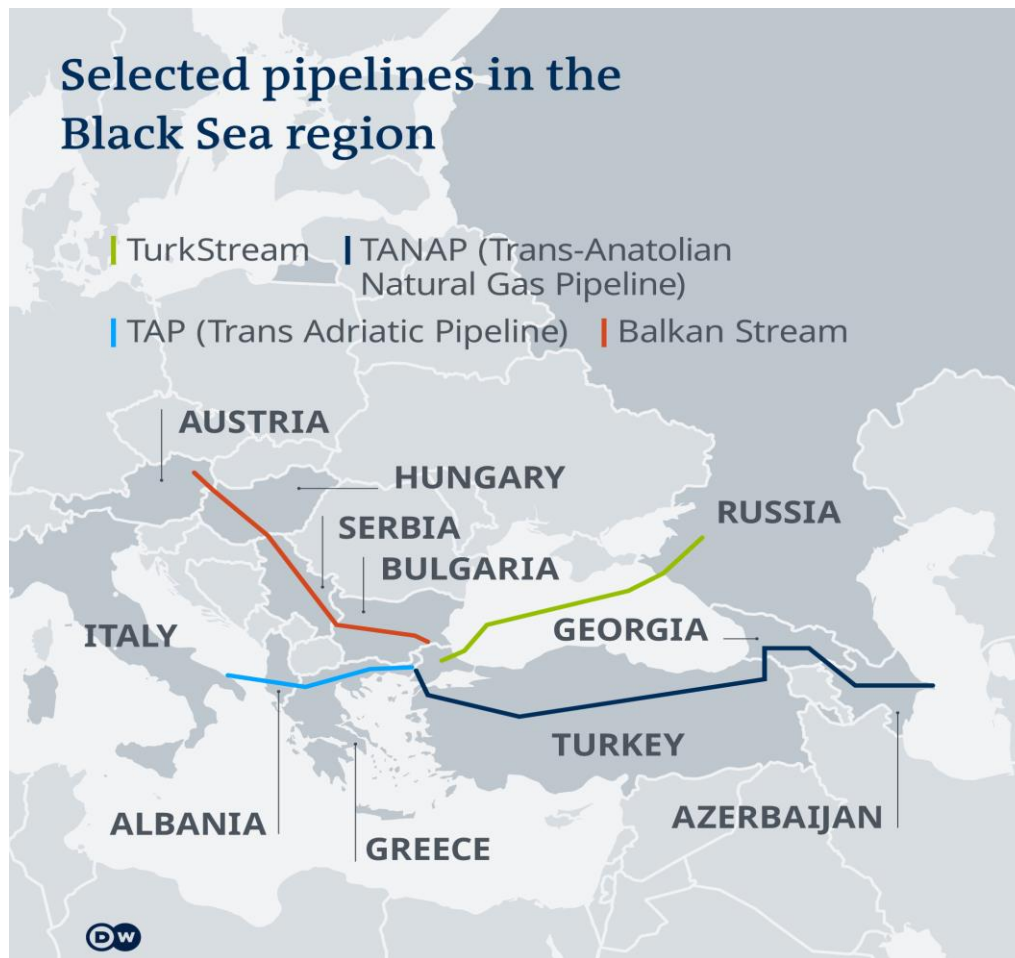 Selected pipelines in the
Black Sea region
TurkStream
TANAP (Trans-Anatolian
Natural Gas Pipeline)
TAP (Trans Adriatic Pipeline)
Balkan Stream
AUSTRIA
HUNGARY
RUSSIA
SERBIA
BULGARIA
ITALY
GEORGIA
TURKEY
ALBANIA
AZERBAIJAN
GREECE
DW